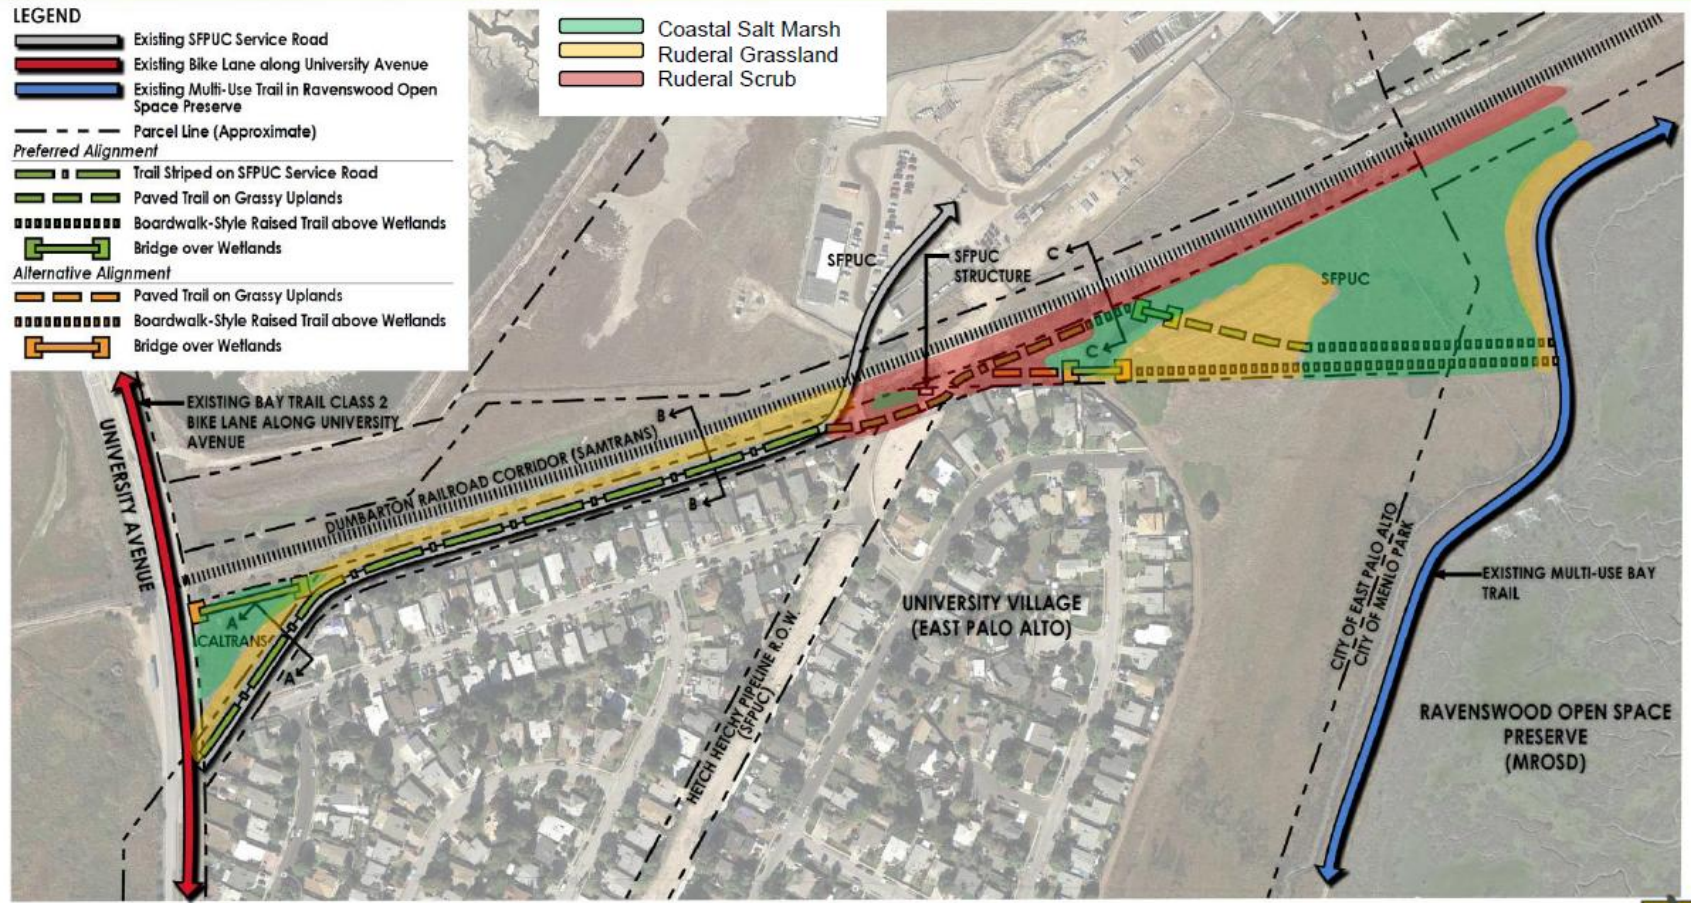 LEGEND
Existing SFPUC Service Road
Existing Bike Lane along University Avenue
Existing Multi-Use Trail in Ravenswood Open
Space Preserve
Parcel Line (Approximate)
Preferred Alignment
Trail Striped on SFPUC Service Road
Paved Trail on Grassy Uplands
Boardwalk-Style Raised Trail above Wetlands
Bridge over Wetlands
Alternative Alignment
Paved Trail on Grassy Uplands
Boardwalk-Style Raised Trail above Wetlands
Bridge over Wetlands
Coastal Salt Marsh
Ruderal Grassland
Ruderal Scrub
SFPUC
SFPUC
STRUCTURE
C
C
SFPUC
EXISTING BAY TRAIL CLASS 2
BIKE LANE ALONG UNIVERSITY
AVENUE
UNIVERSITY AVENUE
B
B
DUMBARTON RAILROAD CORRIDOR (SAMTRANS)
A
CALTRANS
A
HETCH HETCHY PIPELINE R.O.W.
(SFPUC)
UNIVERSITY VILLAGE
(EAST PALO ALTO)
CITY OF EAST PALO ALTO
CITY OF MENLO PARK
EXISTING MULTI-USE BAY
TRAIL
RAVENSWOOD OPEN SPACE
PRESERVE
(MROSD)